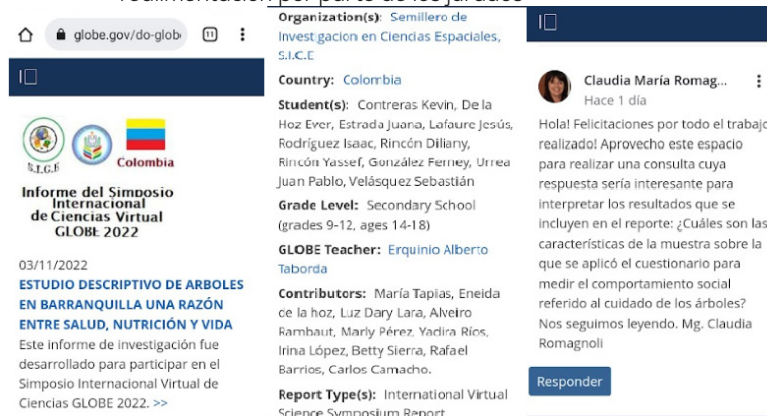 realimentación por parte de los jurados
globe.gov/do-glob
11
S.I.C.E
Colombia
Informe del Simposio
Internacional
de Ciencias Virtual
GLOBE 2022
03/11/2022
ESTUDIO DESCRIPTIVO DE ARBOLES
EN BARRANQUILLA UNA RAZÓN
ENTRE SALUD, NUTRICIÓN Y VIDA
Este informe de investigación fue
desarrollado para participar en el
Simposio Internacional Virtual de
Ciencias GLOBE 2022. >>
Organization(s): Semillero de
Investigacion en Ciencias Espaciales,
S.I.C.E
Country: Colombia
Student(s): Contreras Kevin, De la
Hoz Ever, Estrada Juana, Lafaure Jesús,
Rodríguez Isaac, Rincón Diliany,
Rincón Yassef, González Ferney, Urrea
Juan Pablo, Velásquez Sebastián
Grade Level: Secondary School
(grades 9-12, ages 14-18)
GLOBE Teacher: Erquinio Alberto
Taborda
Contributors: María Tapias, Eneida
de la hoz, Luz Dary Lara, Alveiro
Rambaut, Marly Pérez, Yadira Ríos,
Irina López, Betty Sierra, Rafael
Barrios, Carlos Camacho.
Report Type(s): International Virtual
Science Symposium Report
Claudia María Romag...
Hace 1 día
Hola! Felicitaciones por todo el trabajo
realizado! Aprovecho este espacio
para realizar una consulta cuya
respuesta sería interesante para
interpretar los resultados que se
incluyen en el reporte: ¿Cuáles son las
características de la muestra sobre la
que se aplicó el cuestionario para
medir el comportamiento social
referido al cuidado de los árboles?
Nos seguimos leyendo. Mg. Claudia
Romagnoli
Responder